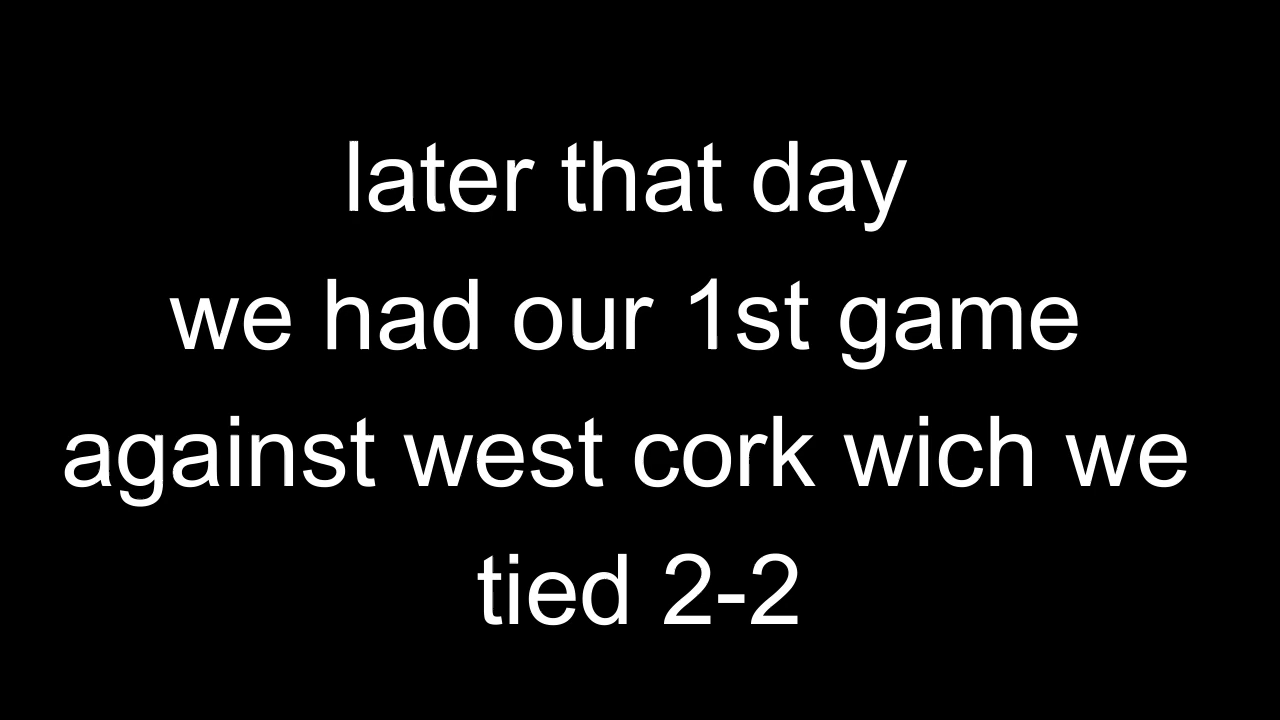 later that day
we had our 1st game
against west cork wich we
tied 2-2